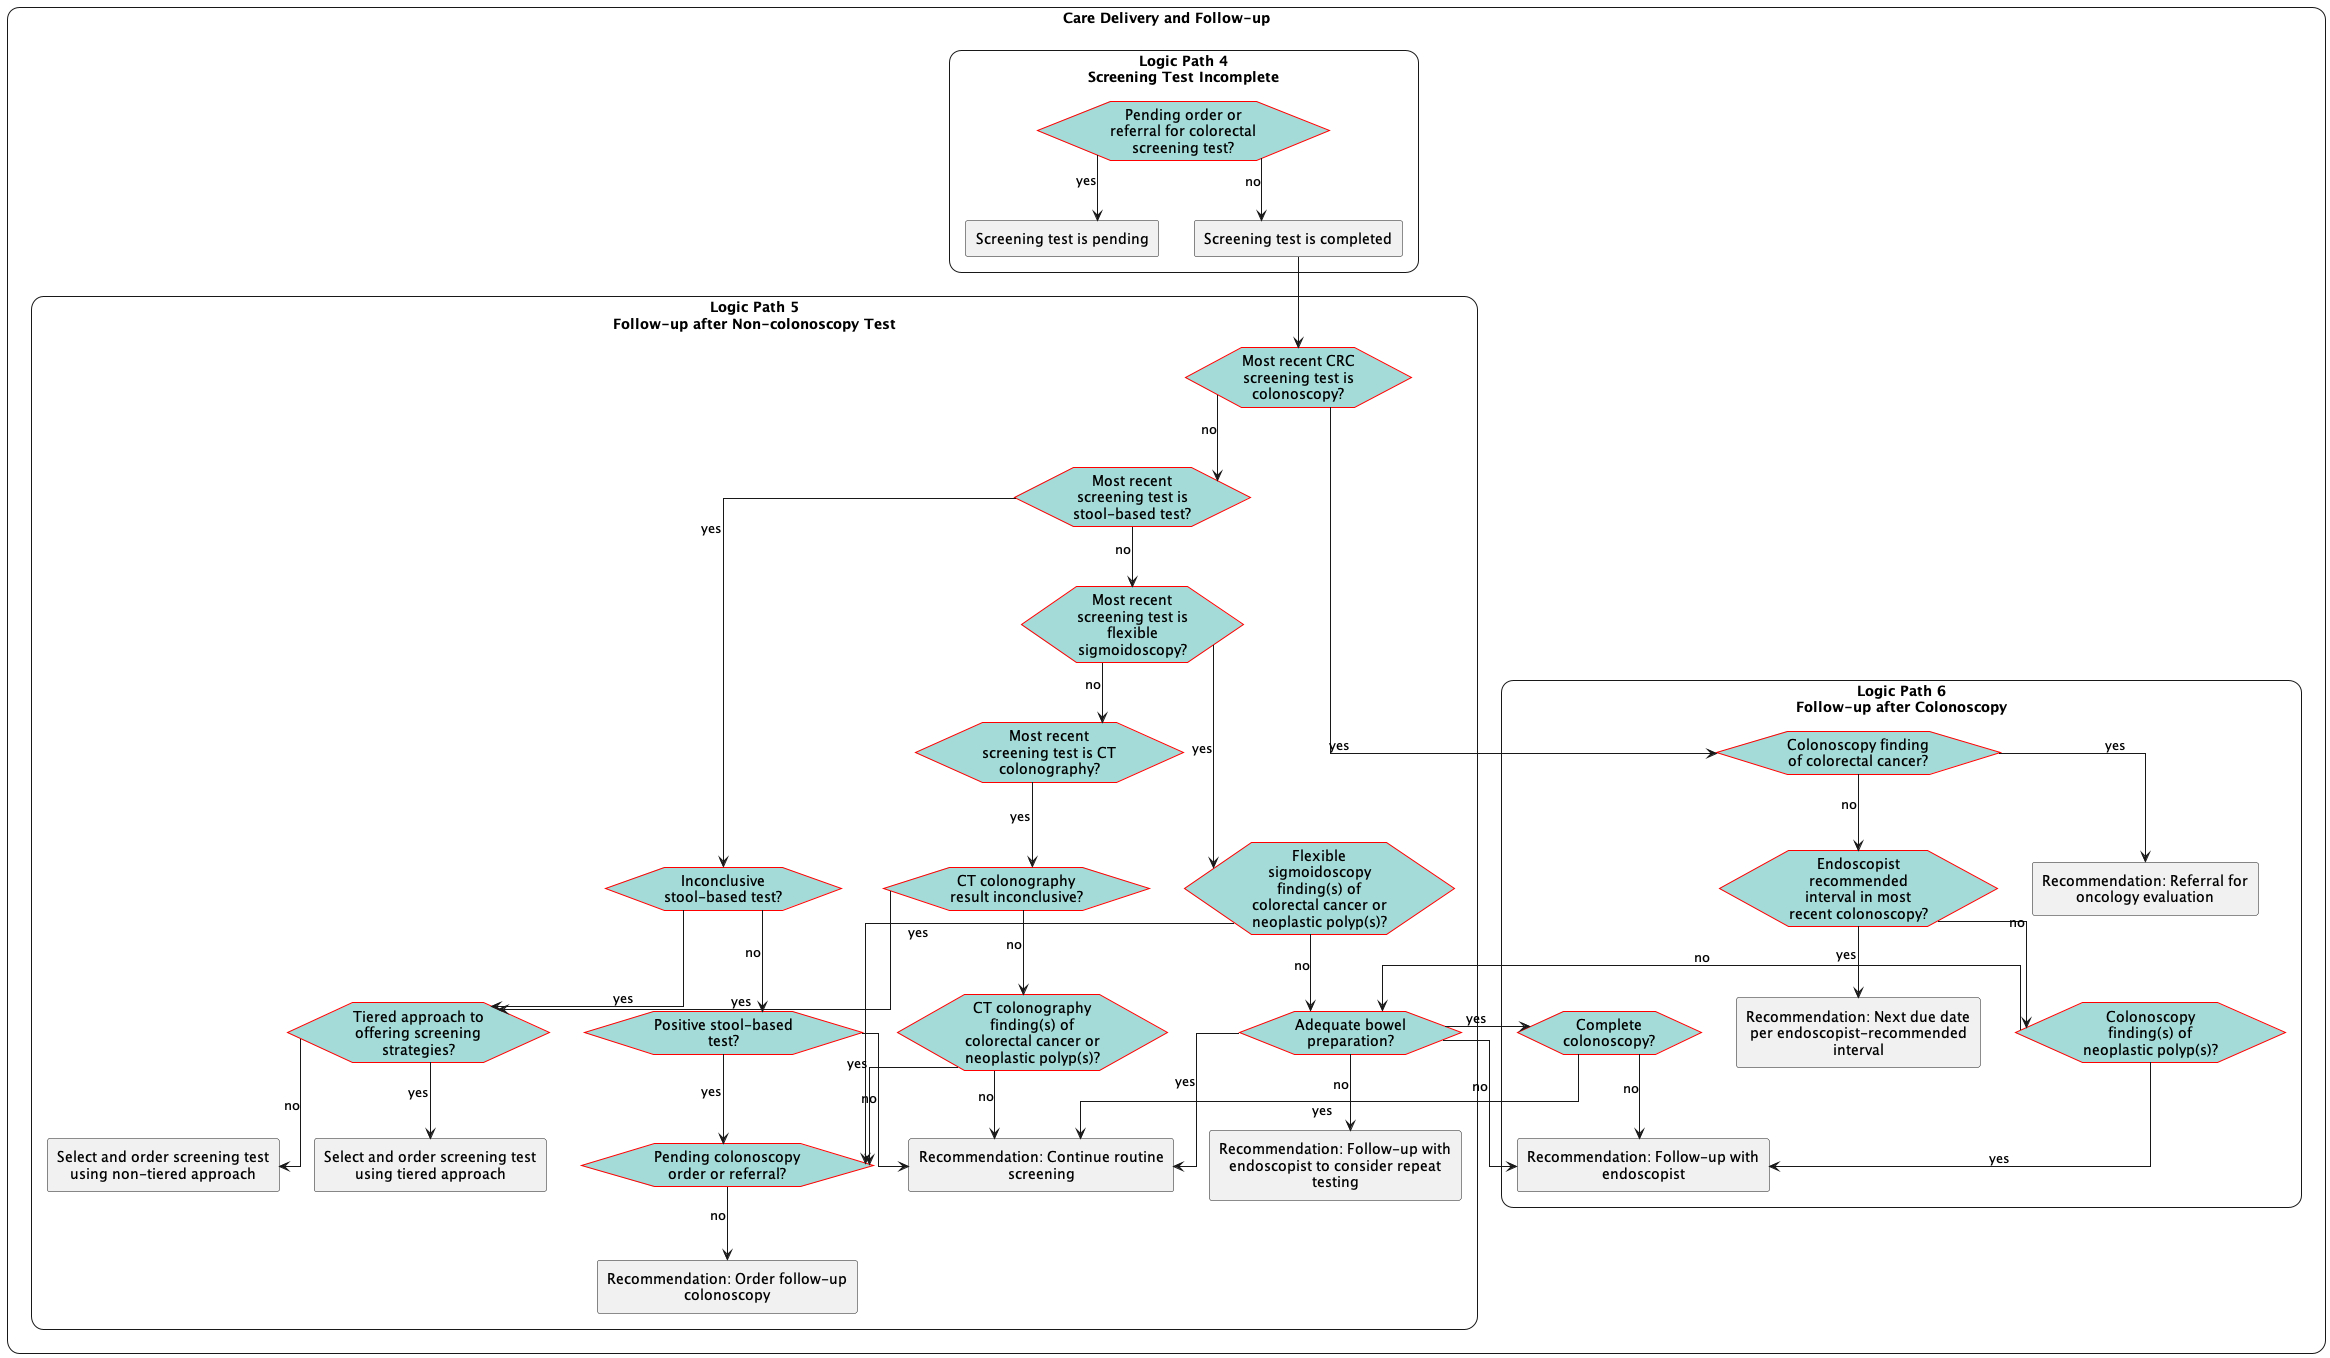 Care Delivery and Follow-up
Logic Path 4
Screening Test Incomplete
Pending order or
referral for colorectal
screening test?
yes
no
Screening test is pending
Screening test is completed
Logic Path 5
Follow-up after Non-colonoscopy Test
Most recent CRC
screening test is
colonoscopy?
no
Most recent
screening test is
stool-based test?
yes
no
Most recent
screening test is
flexible
sigmoidoscopy?
no
Most recent
screening test is CT
colonography?
yes
yes
yes
Logic Path 6
Follow-up after Colonoscopy
Colonoscopy finding
of colorectal cancer?
yes
no
Inconclusive
stool-based test?
CT colonography
result inconclusive?
Flexible
sigmoidoscopy
finding(s) of
colorectal cancer or
neoplastic polyp(s)?
Endoscopist
recommended
interval in most
recent colonoscopy?
Recommendation: Referral for
oncology evaluation
no
yes
no
no
no
yes
no
yes
yes
Tiered approach to
offering screening
strategies?
Positive stool-based
test?
CT colonography
finding(s) of
colorectal cancer or
neoplastic polyp(s)?
Adequate bowel
preparation?
yes
Complete
colonoscopy?
Recommendation: Next due date
per endoscopist-recommended
interval
Colonoscopy
finding(s) of
neoplastic polyp(s)?
no
yes
yes
yes
no
no
yes
no
yes
no
no
Select and order screening test
using non-tiered approach
Select and order screening test
using tiered approach
Pending colonoscopy
order or referral?
Recommendation: Continue routine
screening
Recommendation: Follow-up with
endoscopist to consider repeat
testing
Recommendation: Follow-up with
endoscopist
yes
no
Recommendation: Order follow-up
colonoscopy